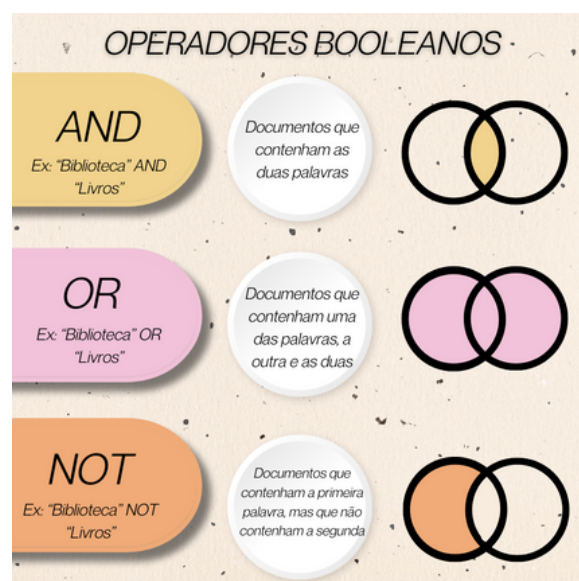 OPERADORES BOOLEANOS
AND
Ex: “Biblioteca” AND
“Livros”
Documentos que
contenham as
duas palavras
OR
Ex: “Biblioteca” OR
“Livros”
Documentos que
contenham uma
das palavras, a
outra e as duas
NOT
Ex: “Biblioteca” NOT
“Livros”
Documentos que
contenham a primeira
palavra, mas que não
contenham a segunda